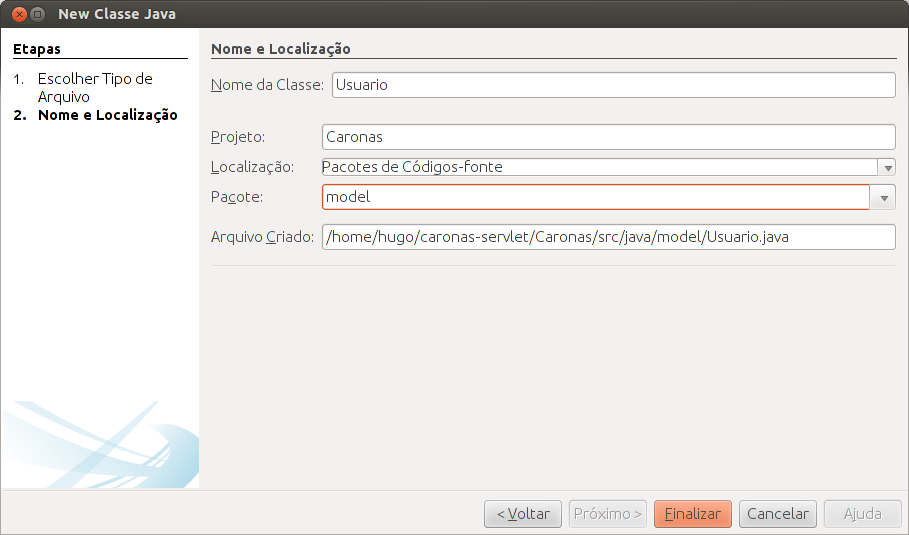 New Classe Java
Etapas
1. Escolher Tipo de
Arquivo
2. Nome e Localização
Nome e Localização
Nome da Classe: Usuario
Projeto: Caronas
Localização: Pacotes de Códigos-fonte
Pacote: model
Arquivo Criado: /home/hugo/caronas-servlet/Caronas/src/java/model/Usuario.java
< Voltar Próximo > Finalizar Cancelar Ajuda